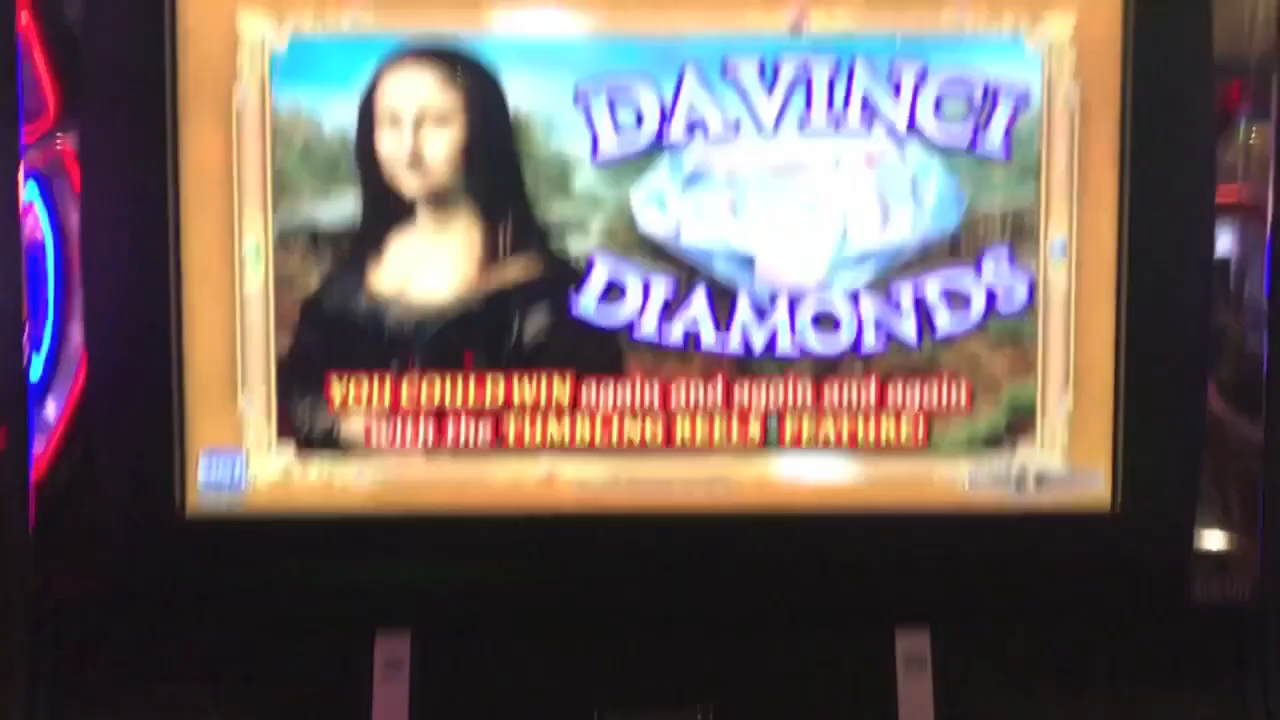 DAVINCI
DIAMONDS
YOU COULD WIN again and again and again
with the TUMBLING REELS FEATURE!